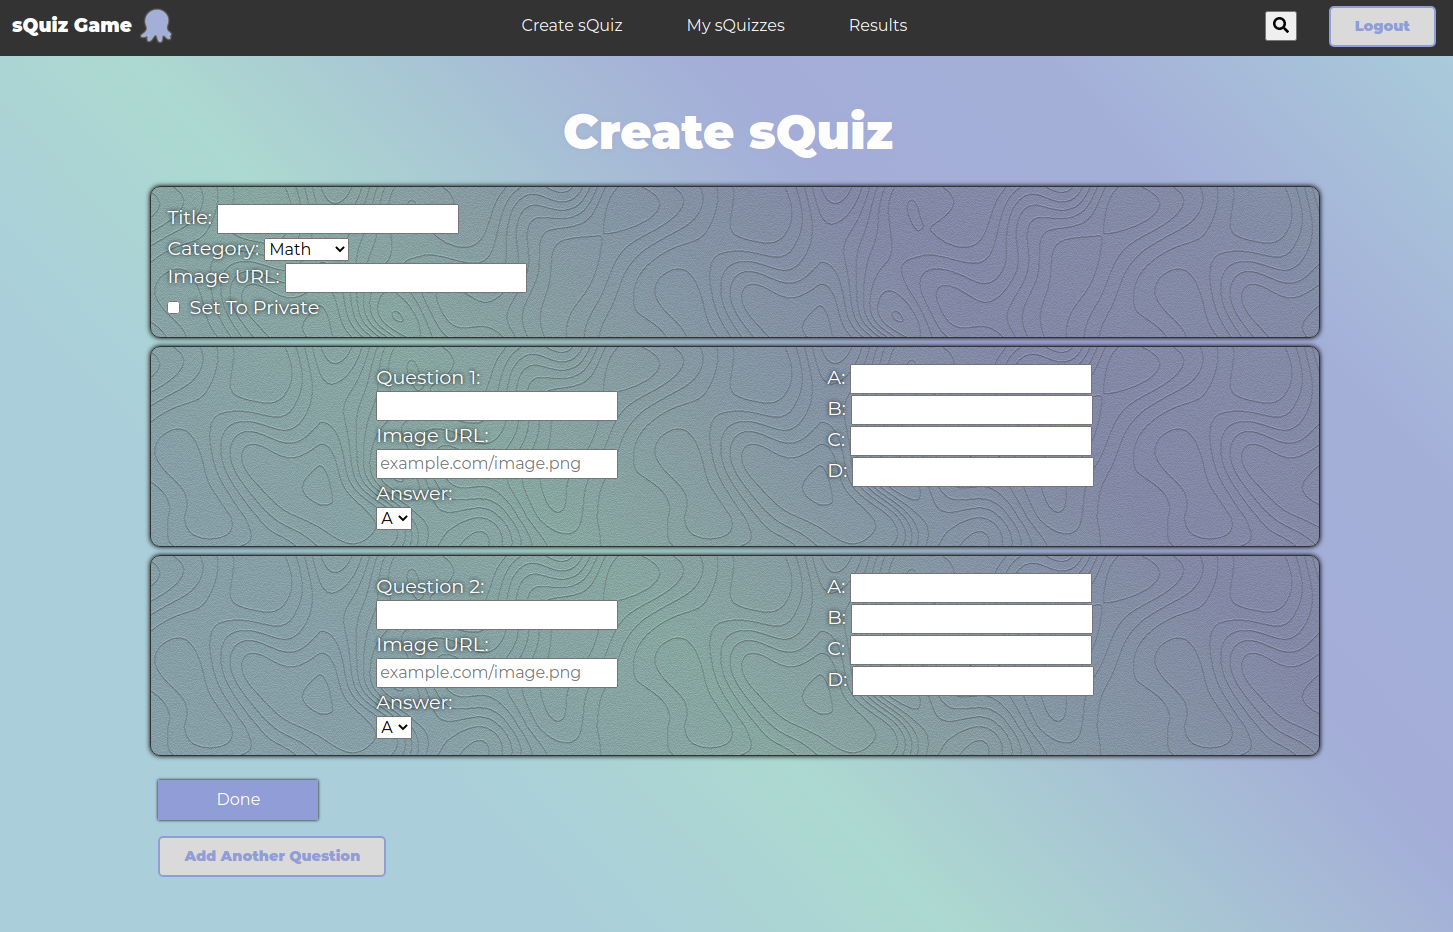 sQuiz Game
Create sQuiz
My sQuizzes
Results
Logout
Create sQuiz
Title:
Category: Math
Image URL:
Set To Private
Question 1:
Image URL:
example.com/image.png
Answer:
A
A:
B:
C:
D:
Question 2:
Image URL:
example.com/image.png
Answer:
A
A:
B:
C:
D:
Done
Add Another Question